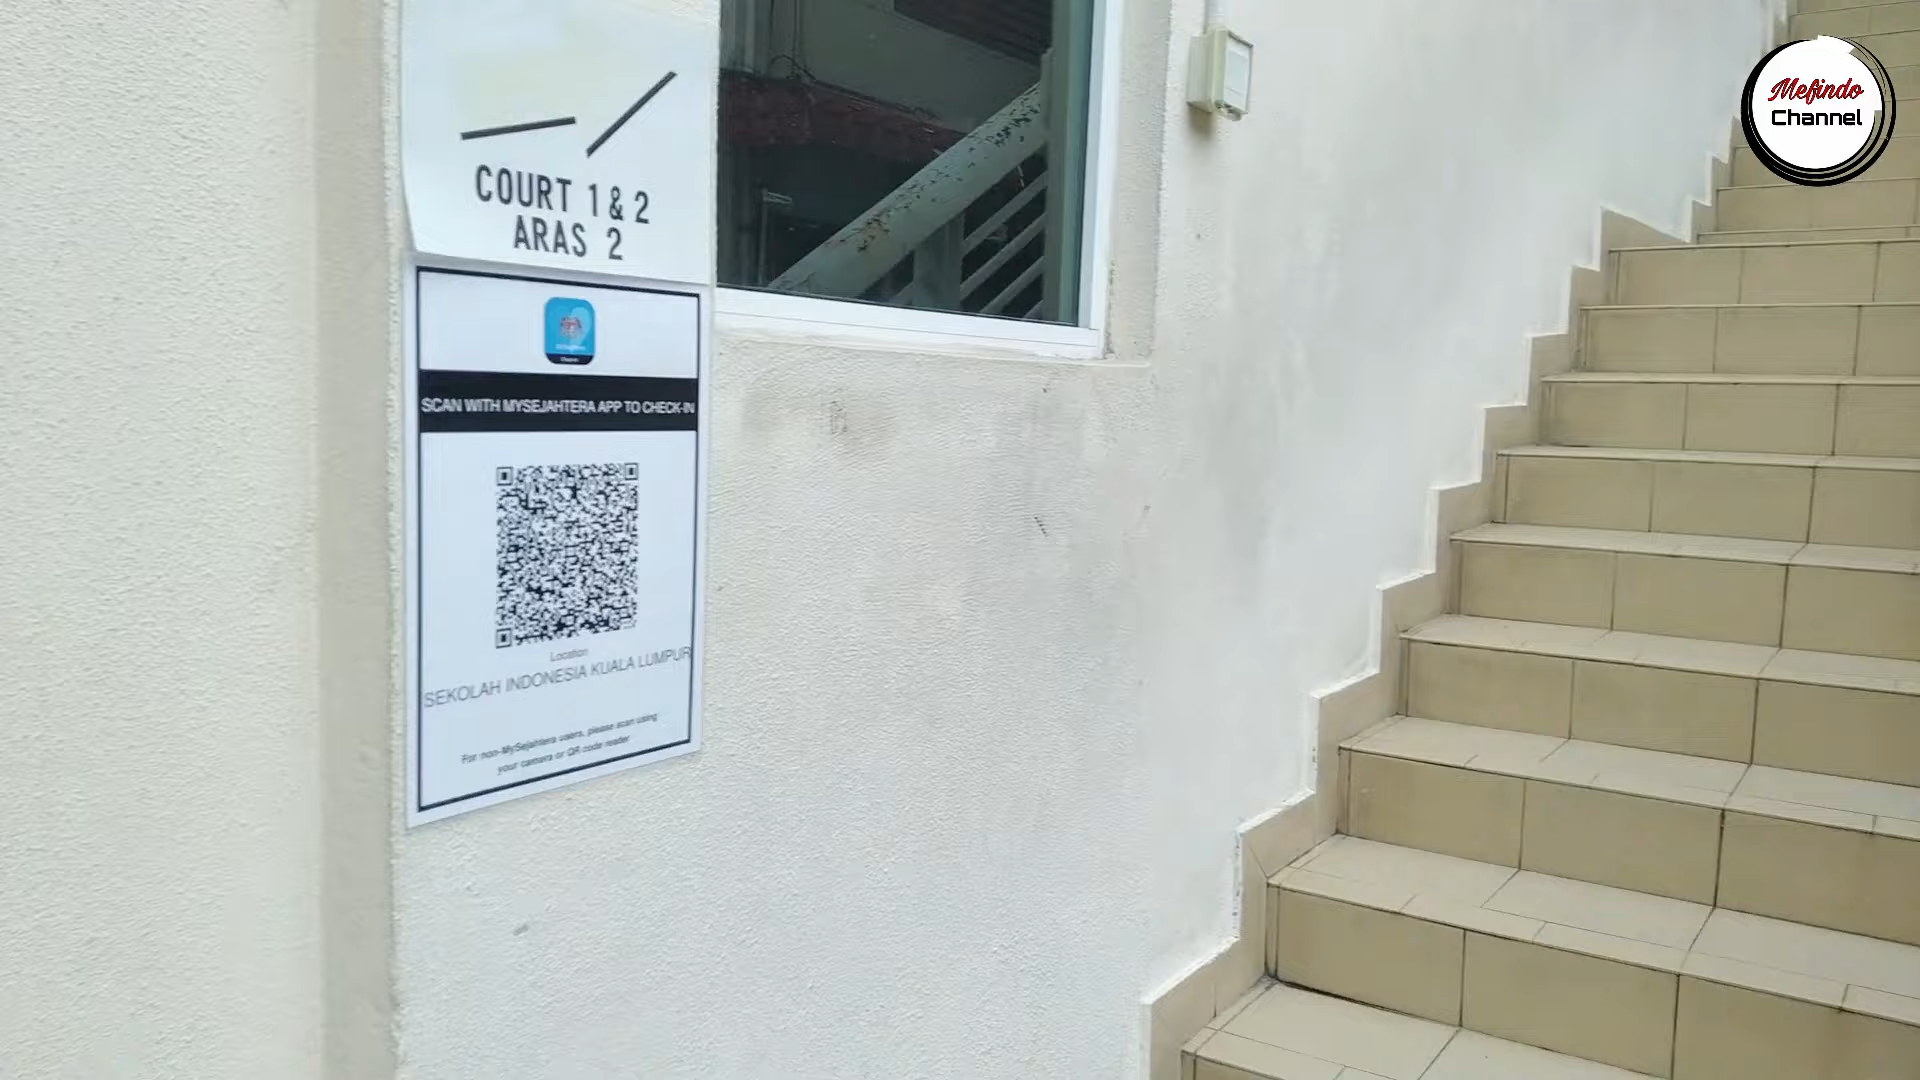 Mefindo
Channel
COURT 1 & 2
ARAS 2
SCAN WITH MYSEJAHTERA APP TO CHECK-IN
Location
SEKOLAH INDONESIA KUALA LUMPUR
For non-MySejahtera users, please scan using
your camera or QR code reader